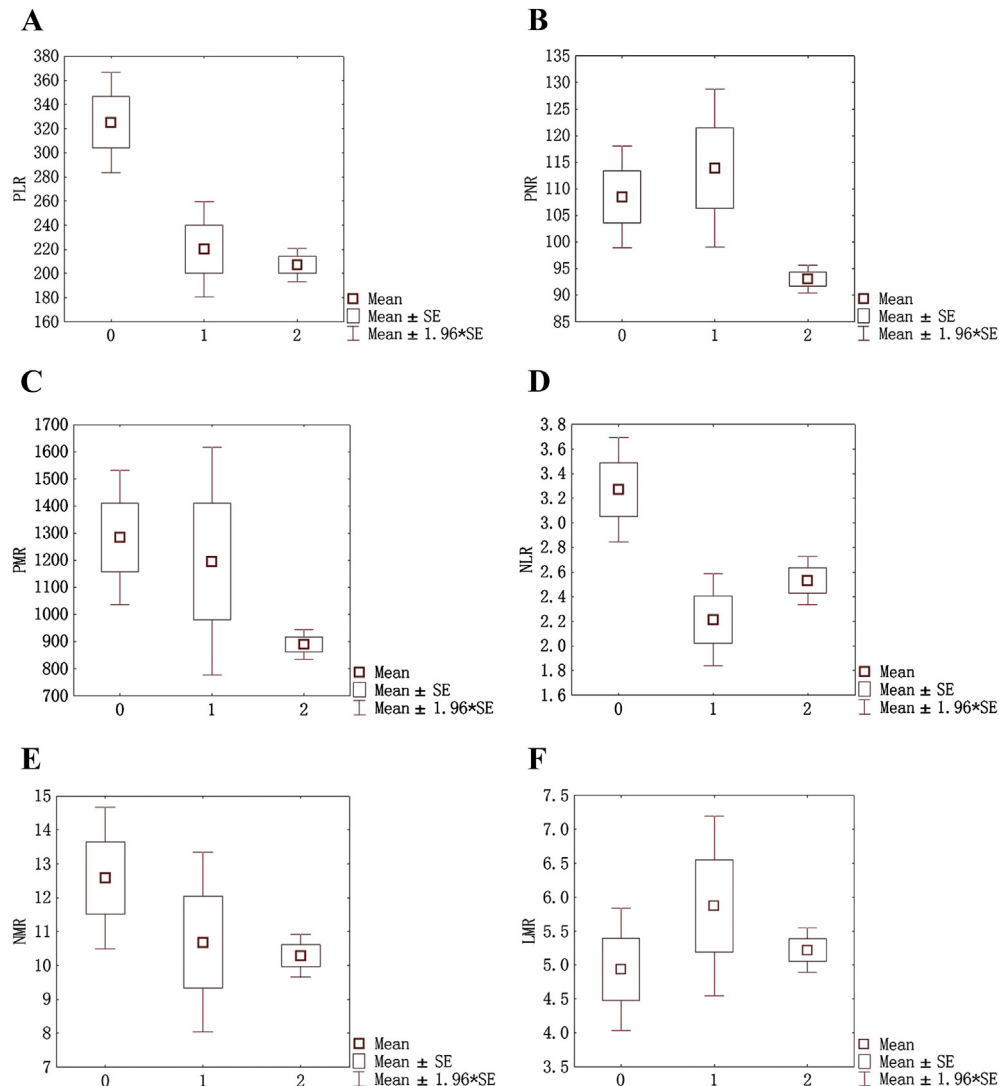 A
380
360
340
320
300
280
260
240
220
200
180
160
PLR
0 1 2
Mean
Mean ± SE
Mean ± 1.96*SE
B
135
130
125
120
115
110
105
100
95
90
85
PNR
0 1 2
Mean
Mean ± SE
Mean ± 1.96*SE
C
1700
1600
1500
1400
1300
1200
1100
1000
900
800
700
PMR
0 1 2
Mean
Mean ± SE
Mean ± 1.96*SE
D
3.8
3.6
3.4
3.2
3.0
2.8
2.6
2.4
2.2
2.0
1.8
1.6
NLR
0 1 2
Mean
Mean ± SE
Mean ± 1.96*SE
E
15
14
13
12
11
10
9
8
7
NMR
0 1 2
Mean
Mean ± SE
Mean ± 1.96*SE
F
7.5
7.0
6.5
6.0
5.5
5.0
4.5
4.0
3.5
LMR
0 1 2
Mean
Mean ± SE
Mean ± 1.96*SE